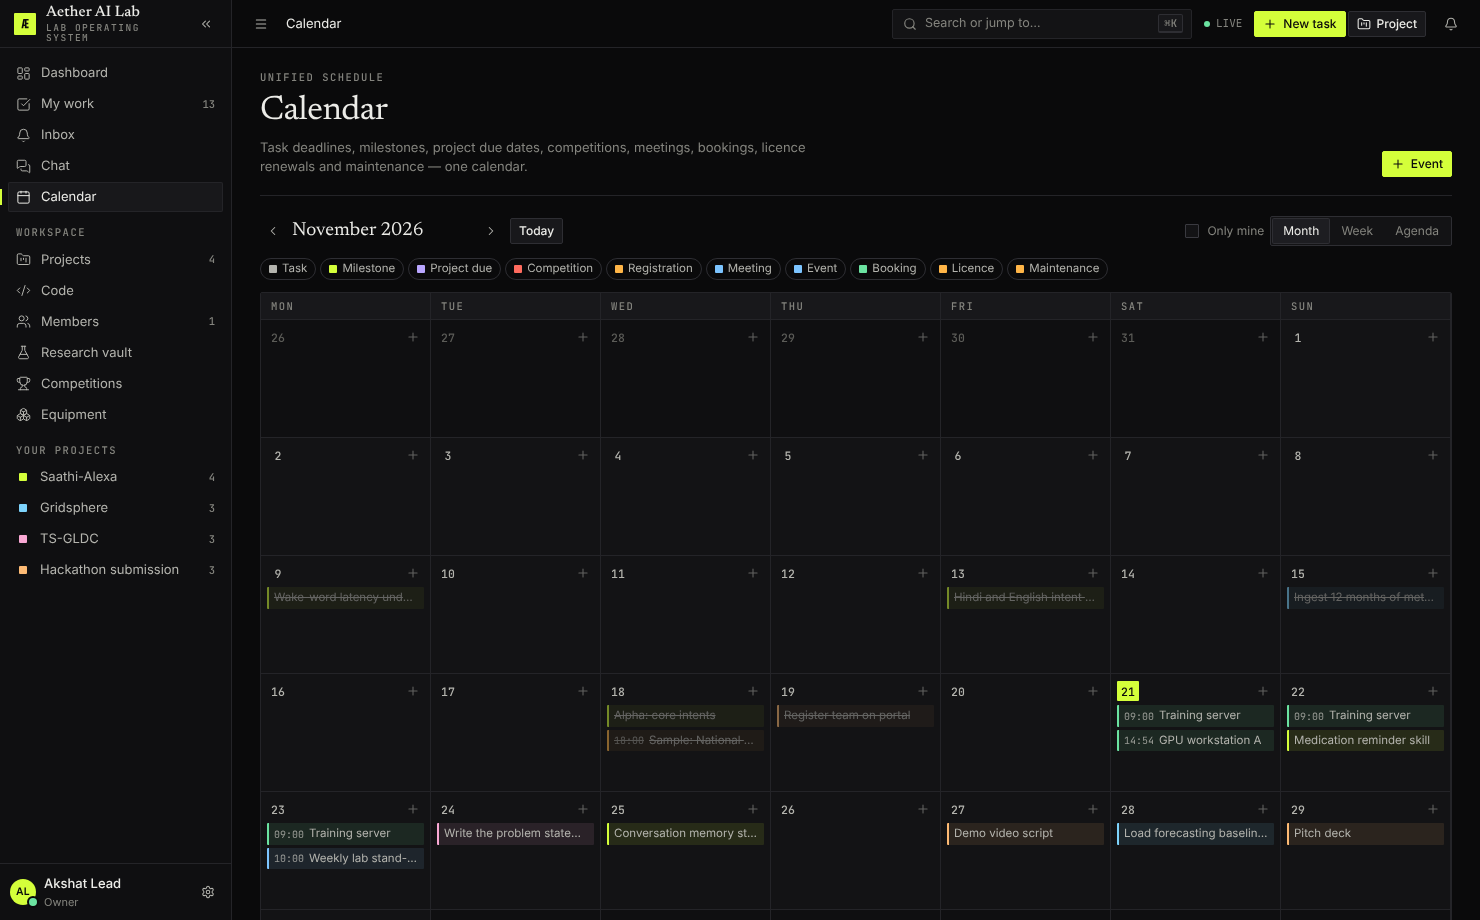 Æ
Aether AI Lab
LAB OPERATING
SYSTEM
Dashboard
My work 13
Inbox
Chat
Calendar
WORKSPACE
Projects 4
Code
Members 1
Research vault
Competitions
Equipment
YOUR PROJECTS
Saathi-Alexa 4
Gridsphere 3
TS-GLDC 3
Hackathon submission 3
AL
Akshat Lead
Owner
Calendar
Search or jump to... ⌘K
LIVE
New task
Project
UNIFIED SCHEDULE
Calendar
Task deadlines, milestones, project due dates, competitions, meetings, bookings, licence
renewals and maintenance — one calendar.
Event
November 2026
Today
Only mine
Month Week Agenda
Task Milestone Project due Competition Registration Meeting Event Booking Licence Maintenance
MON TUE WED THU FRI SAT SUN
26 27 28 29 30 31 1
2 3 4 5 6 7 8
9 10 11 12 13 14 15
Wake-word latency und... Hindi and English intent ... Ingest 12 months of met...
16 17 18 19 20 21 22
Alpha: core intents Register team on portal 09:00 Training server 09:00 Training server
18:00 Sample: National ... 14:54 GPU workstation A Medication reminder skill
23 24 25 26 27 28 29
09:00 Training server Write the problem state... Conversation memory st... Demo video script Load forecasting baselin... Pitch deck
10:00 Weekly lab stand-...